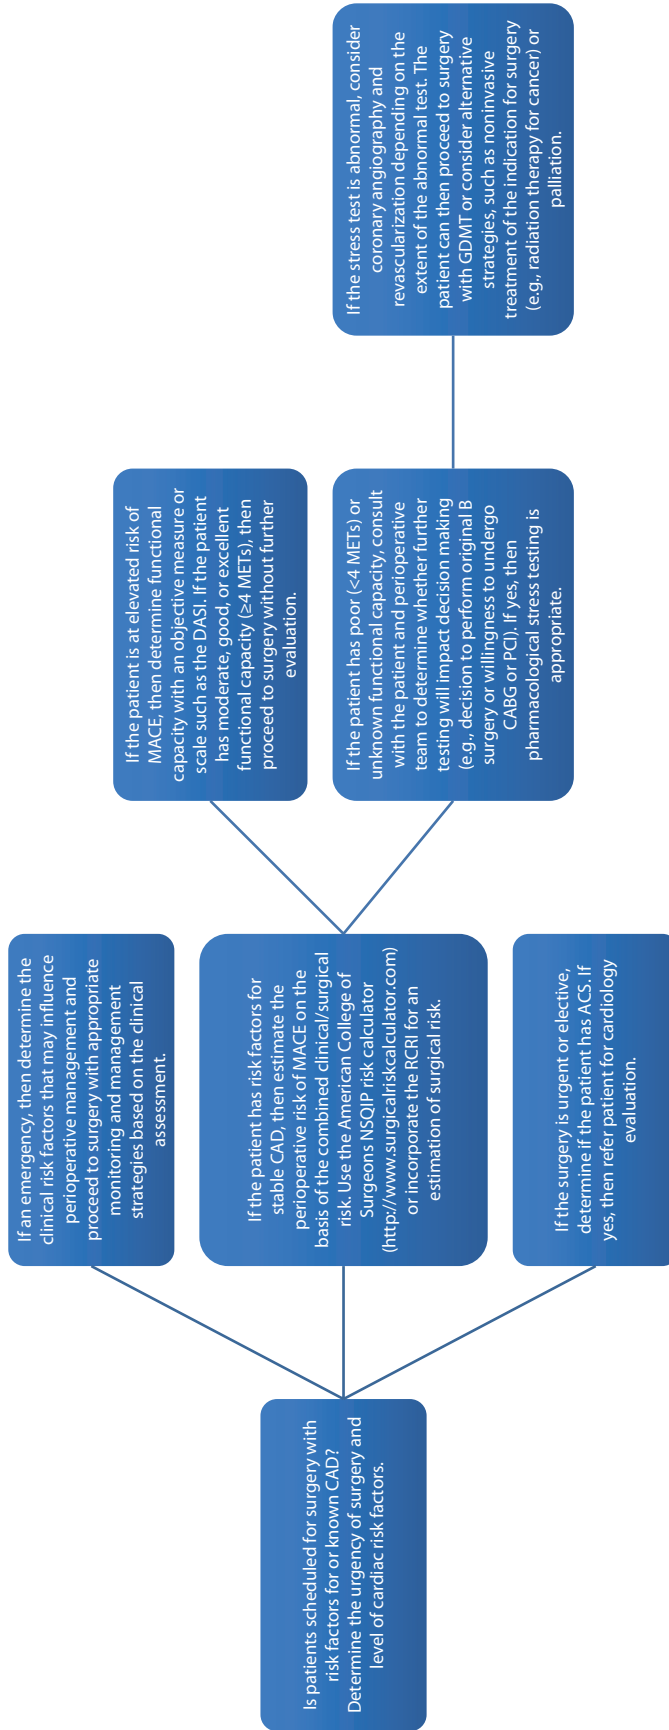 Is patients scheduled for surgery with
risk factors for or known CAD?
Determine the urgency of surgery and
level of cardiac risk factors.
If an emergency, then determine the
clinical risk factors that may influence
perioperative management and
proceed to surgery with appropriate
monitoring and management
strategies based on the clinical
assessment.
If the patient has risk factors for
stable CAD, then estimate the
perioperative risk of MACE on the
basis of the combined clinical/surgical
risk. Use the American College of
Surgeons NSQIP risk calculator
(http://www.surgicalriskcalculator.com)
or incorporate the RCRI for an
estimation of surgical risk.
If the surgery is urgent or elective,
determine if the patient has ACS. If
yes, then refer patient for cardiology
evaluation.
If the patient is at elevated risk of
MACE, then determine functional
capacity with an objective measure or
scale such as the DASI. If the patient
has moderate, good, or excellent
functional capacity (≥4 METs), then
proceed to surgery without further
evaluation.
If the patient has poor (<4 METs) or
unknown functional capacity, consult
with the patient and perioperative
team to determine whether further
testing will impact decision making
(e.g., decision to perform original B
surgery or willingness to undergo
CABG or PCI). If yes, then
pharmacological stress testing is
appropriate.
If the stress test is abnormal, consider
coronary angiography and
revascularization depending on the
extent of the abnormal test. The
patient can then proceed to surgery
with GDMT or consider alternative
strategies, such as noninvasive
treatment of the indication for surgery
(e.g., radiation therapy for cancer) or
palliation.